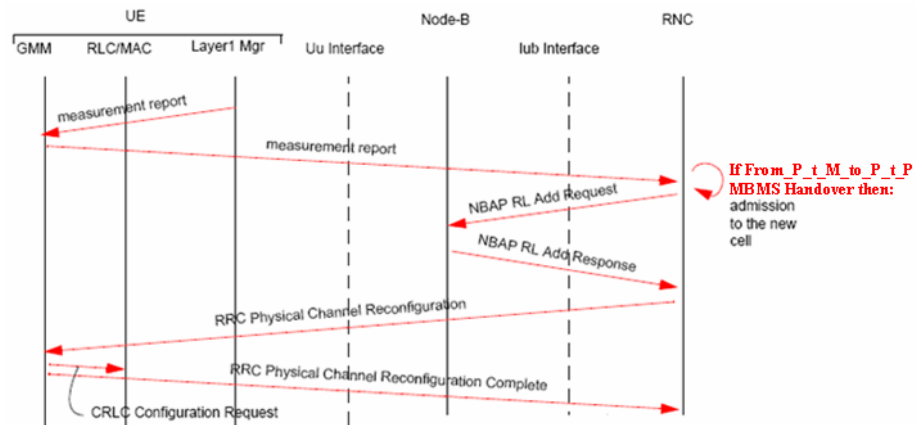 UE
Node-B
RNC
GMM
RLC/MAC
Layer1 Mgr
Uu Interface
Iub Interface
measurement report
measurement report
If From_P_t_M_to_P_t_P
MBMS Handover then:
admission
to the new
cell
NBAP RL Add Request
NBAP RL Add Response
RRC Physical Channel Reconfiguration
RRC Physical Channel Reconfiguration Complete
CRLC Configuration Request